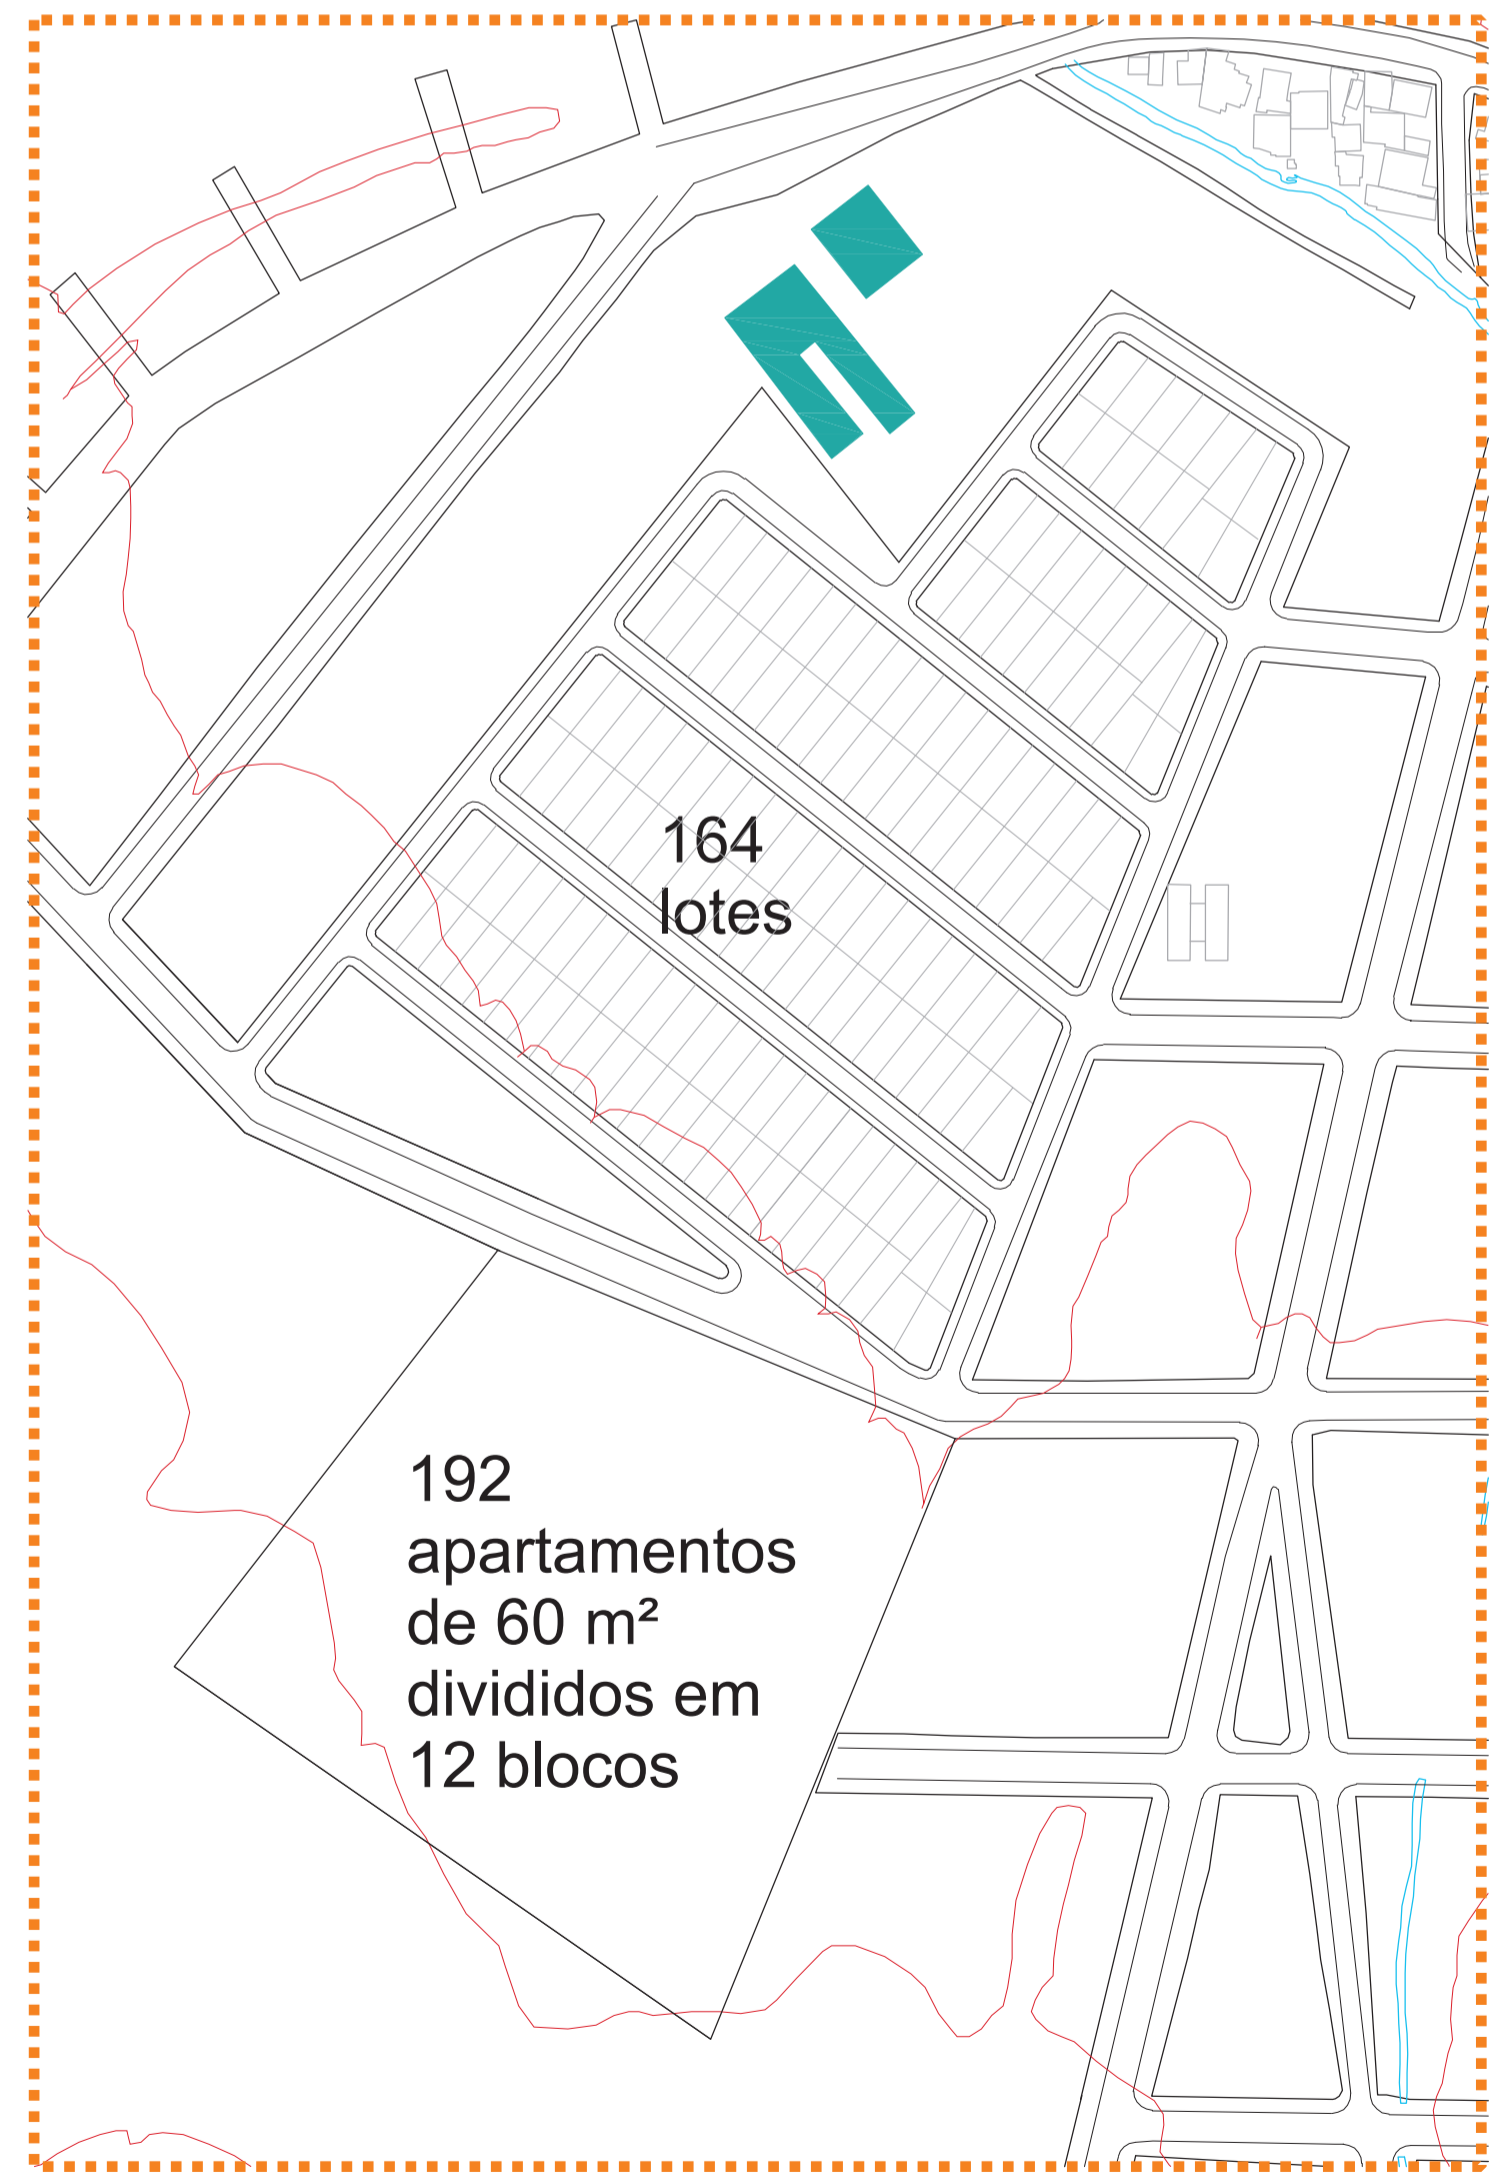 164
lotes
192
apartamentos
de 60 m²
divididos em
12 blocos